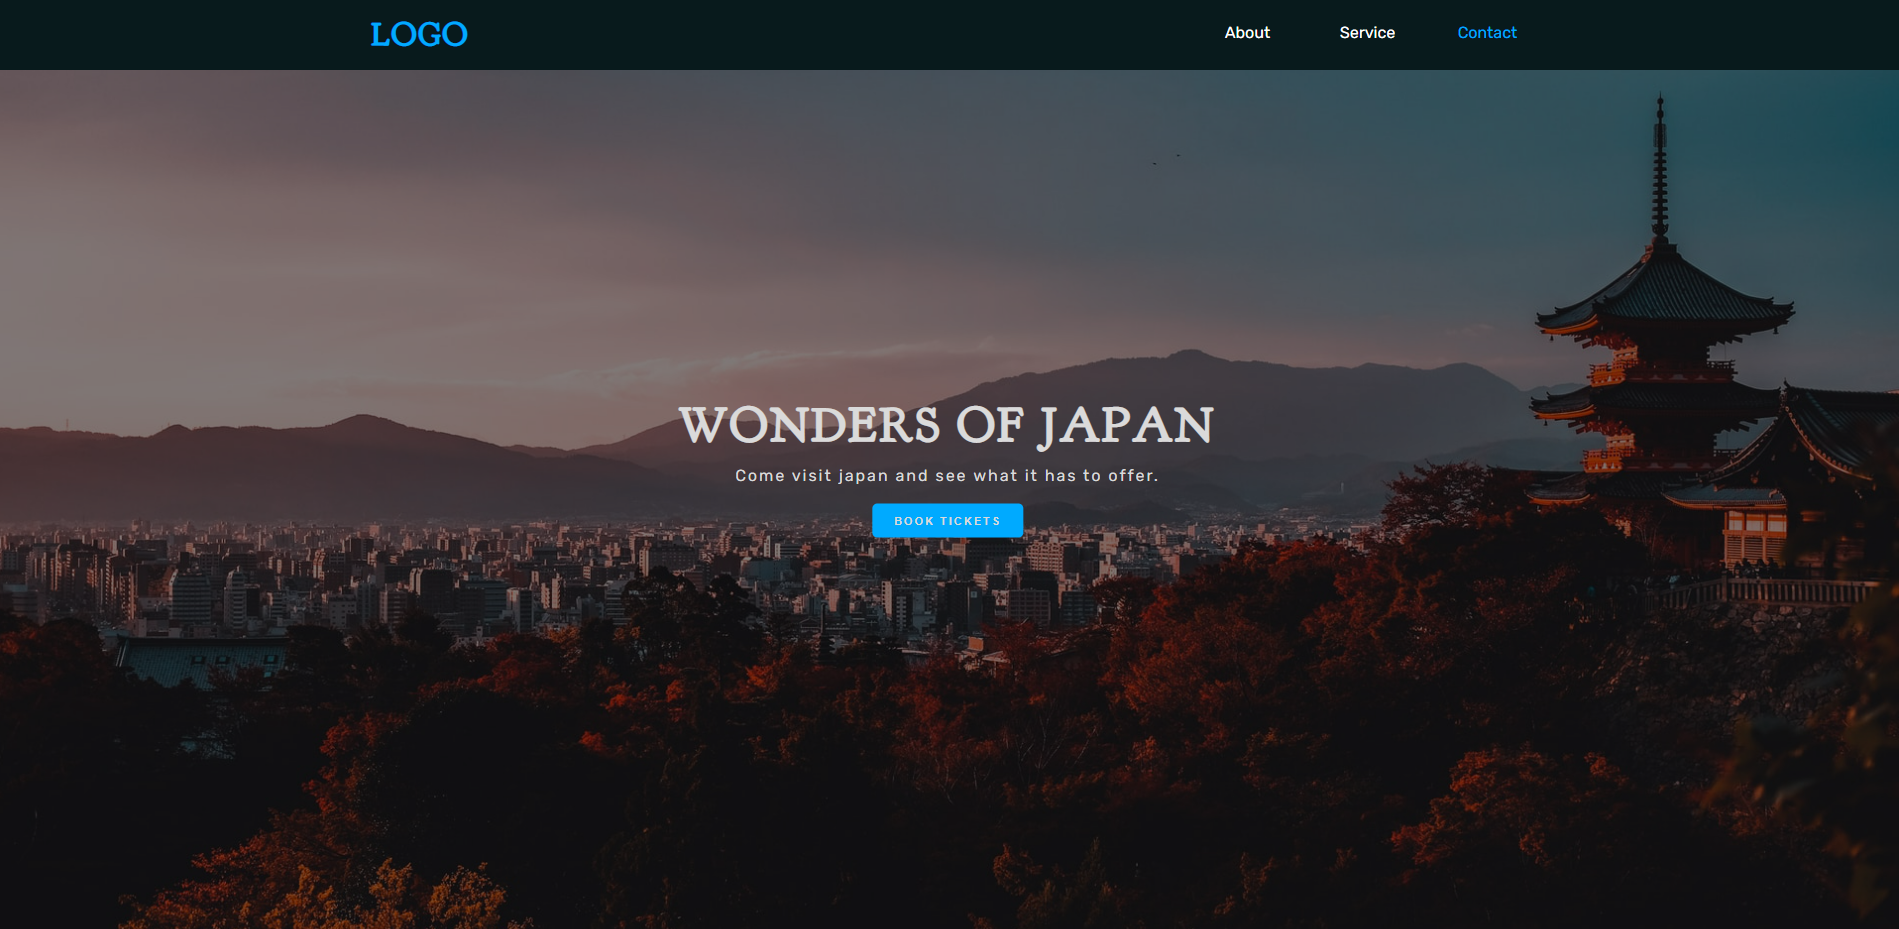 LOGO
About Service Contact
WONDERS OF JAPAN
Come visit japan and see what it has to offer.
BOOK TICKETS